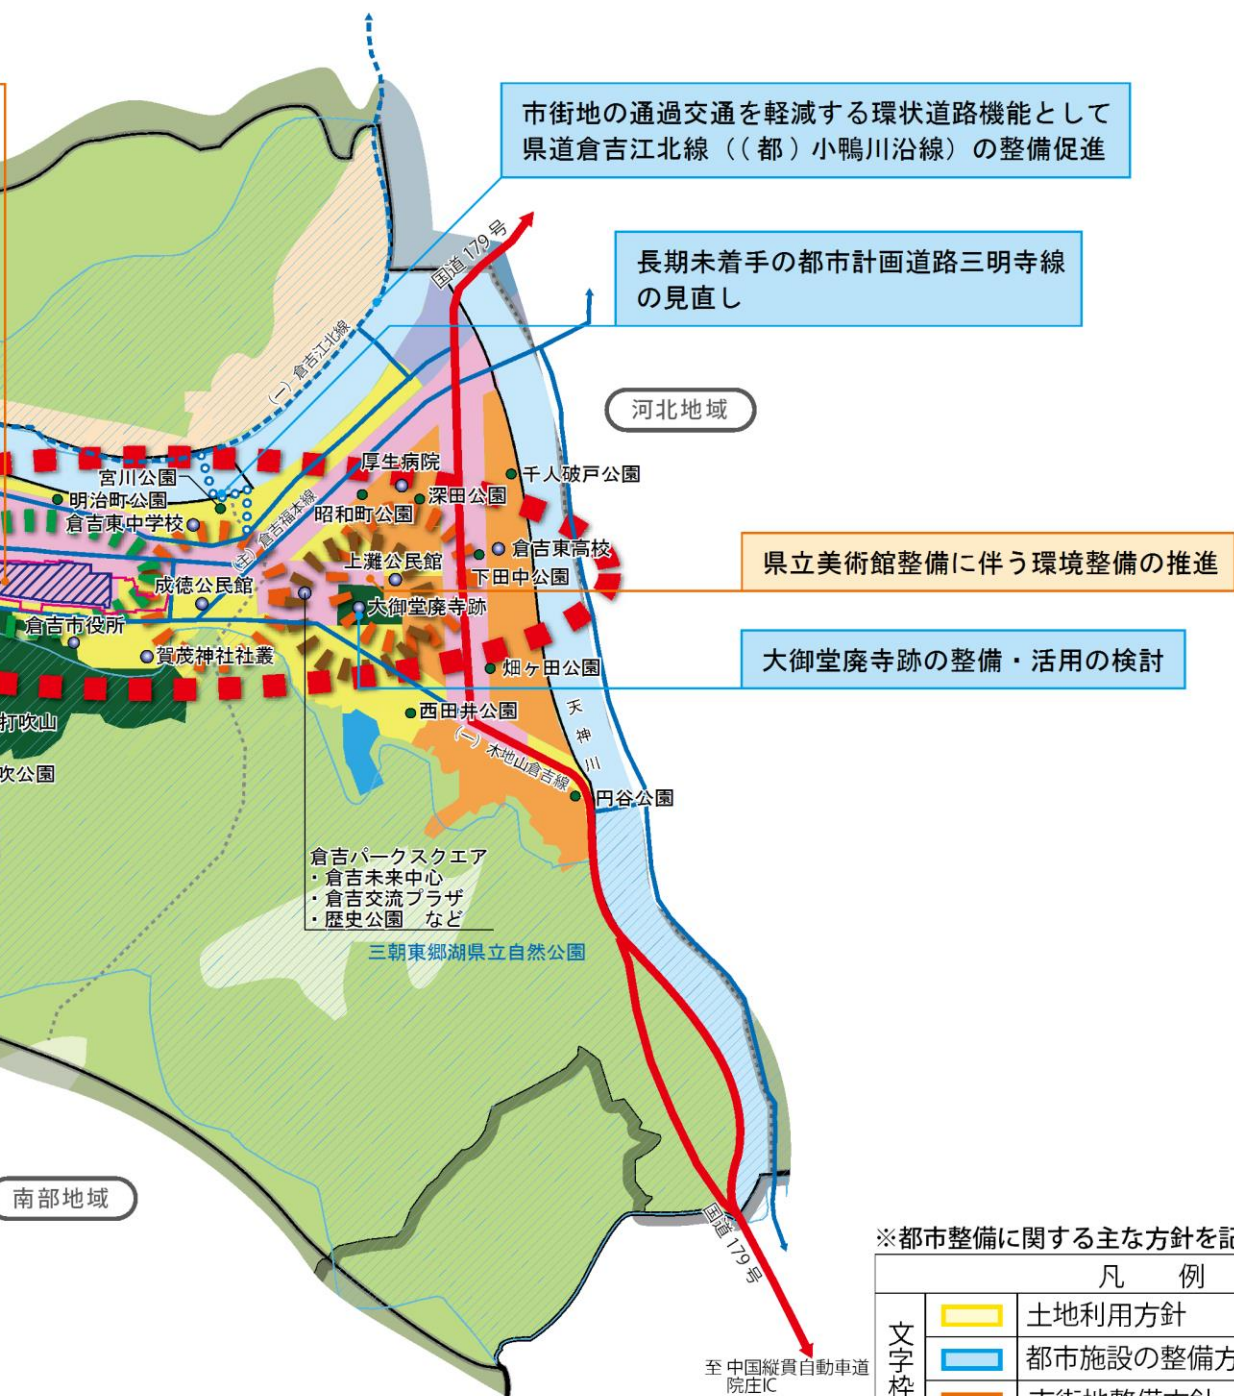 市街地の通過交通を軽減する環状道路機能として
県道倉吉江北線（（都）小鴨川沿線）の整備促進
国道179号
長期未着手の都市計画道路三明寺線
の見直し
（一）倉吉江北線
河北地域
厚生病院
千人破戸公園
宮川公園
明治町公園
深田公園
昭和町公園
倉吉東中学校
（主）倉吉福本線
倉吉東高校
上灘公民館
下田中公園
県立美術館整備に伴う環境整備の推進
成徳公民館
大御堂廃寺跡
倉吉市役所
賀茂神社社叢
畑ヶ田公園
大御堂廃寺跡の整備・活用の検討
打吹山
西田井公園
天神川
（一）木地山倉吉線
吹公園
円谷公園
倉吉パークスクエア
・倉吉未来中心
・倉吉交流プラザ
・歴史公園　など
三朝東郷湖県立自然公園
南部地域
国道179号
至 中国縦貫自動車道
院庄IC
※都市整備に関する主な方針を記
凡　例
文字枠
土地利用方針
都市施設の整備方
市街地整備方針